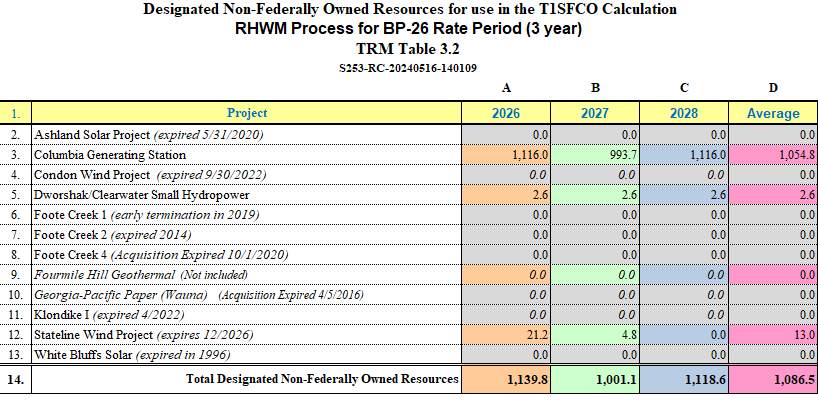 Designated Non-Federally Owned Resources for use in the T1SFCO Calculation
RHWM Process for BP-26 Rate Period (3 year)
TRM Table 3.2
S253-RC-20240516-140109
A B C D
1. Project 2026 2027 2028 Average
2. Ashland Solar Project (expired 5/31/2020) 0.0 0.0 0.0 0.0
3. Columbia Generating Station 1,116.0 993.7 1,116.0 1,054.8
4. Condon Wind Project (expired 9/30/2022) 0.0 0.0 0.0 0.0
5. Dworshak/Clearwater Small Hydropower 2.6 2.6 2.6 2.6
6. Foote Creek 1 (early termination in 2019) 0.0 0.0 0.0 0.0
7. Foote Creek 2 (expired 2014) 0.0 0.0 0.0 0.0
8. Foote Creek 4 (Acquisition Expired 10/1/2020) 0.0 0.0 0.0 0.0
9. Fourmile Hill Geothermal (Not included) 0.0 0.0 0.0 0.0
10. Georgia-Pacific Paper (Wauna) (Acquisition Expired 4/5/2016) 0.0 0.0 0.0 0.0
11. Klondike I (expired 4/2022) 0.0 0.0 0.0 0.0
12. Stateline Wind Project (expires 12/2026) 21.2 4.8 0.0 13.0
13. White Bluffs Solar (expired in 1996) 0.0 0.0 0.0 0.0
14. Total Designated Non-Federally Owned Resources 1,139.8 1,001.1 1,118.6 1,086.5